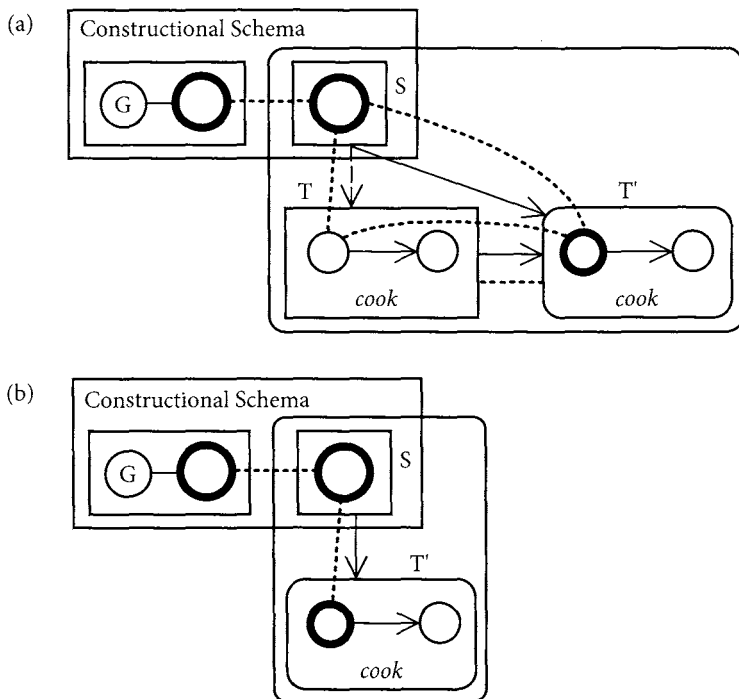 (a)
Constructional Schema
G
S
T
T'
cook
cook
(b)
Constructional Schema
G
S
T'
cook